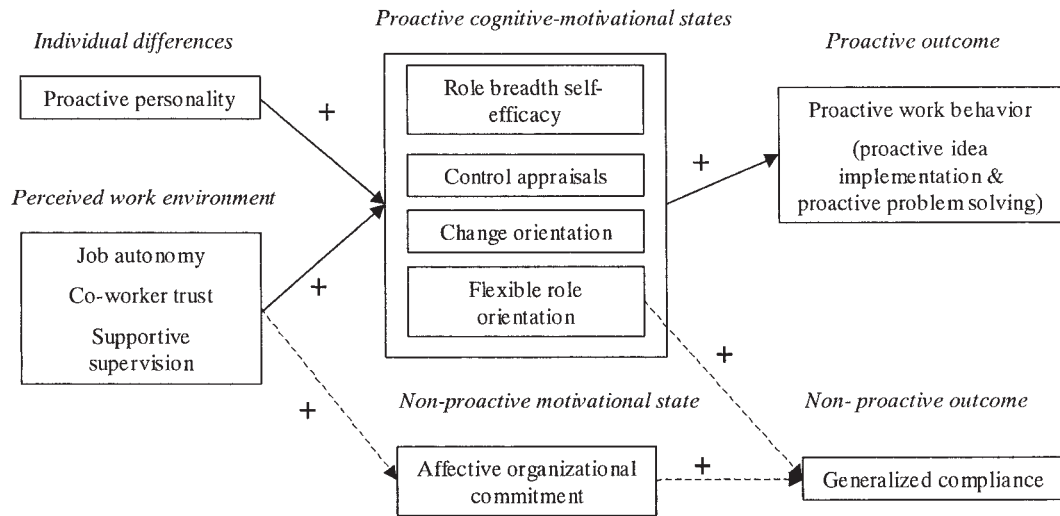 Individual differences
Proactive personality
+
Perceived work environment
Job autonomy
Co-worker trust
Supportive
supervision
+
+
Proactive cognitive-motivational states
Role breadth self-
efficacy
Control appraisals
Change orientation
Flexible role
orientation
+
+
Non-proactive motivational state
Affective organizational
commitment
+
Proactive outcome
Proactive work behavior
(proactive idea
implementation &
proactive problem solving)
Non- proactive outcome
Generalized compliance